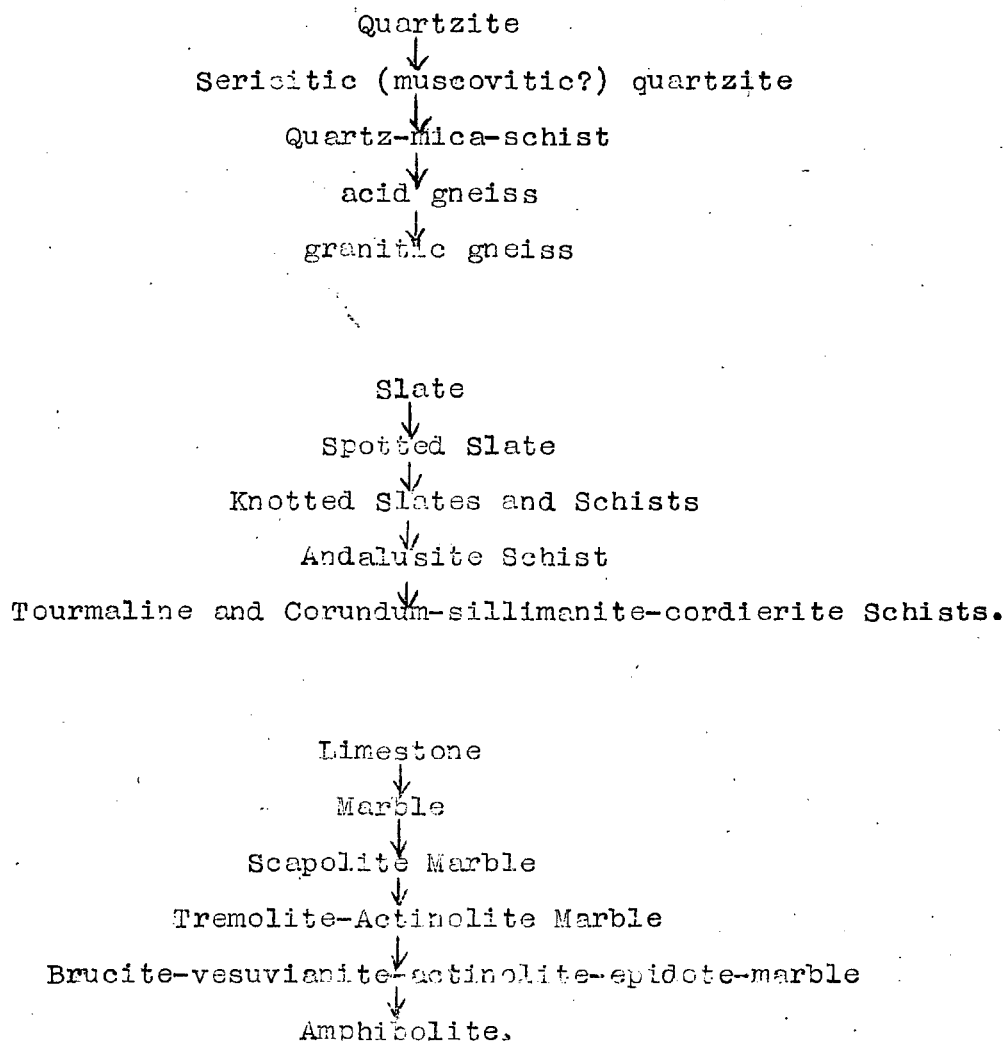 Quartzite
Sericitic (muscovitic?) quartzite
Quartz-mica-schist
acid gneiss
granitic gneiss
Slate
Spotted Slate
Knotted Slates and Schists
Andalusite Schist
Tourmaline and Corundum-sillimanite-cordierite Schists.
Limestone
Marble
Scapolite Marble
Tremolite-Actinolite Marble
Brucite-vesuvianite-actinolite-epidote-marble
Amphibolite.